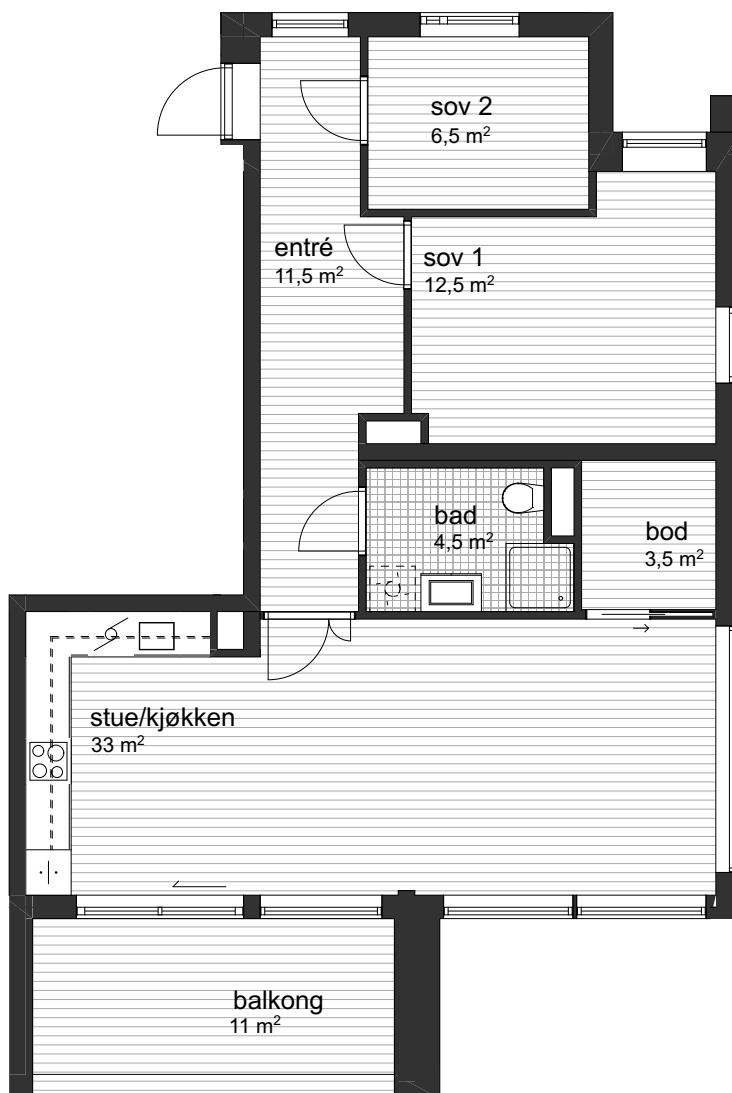 sov 2
6,5 m²
entré
11,5 m²
sov 1
12,5 m²
bad
4,5 m²
bod
3,5 m²
stue/kjøkken
33 m²
balkong
11 m²